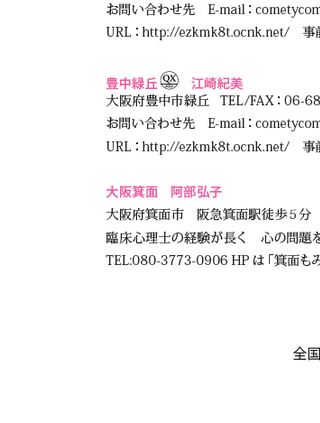 お問い合わせ先　E-mail：cometycom
URL：http://ezkmk8t.ocnk.net/　事前
豊中緑丘 QX　江崎紀美
大阪府豊中市緑丘　TEL/FAX：06-68
お問い合わせ先　E-mail：cometycom
URL：http://ezkmk8t.ocnk.net/　事前
大阪箕面　阿部弘子
大阪府箕面市　阪急箕面駅徒歩５分
臨床心理士の経験が長く　心の問題を
TEL:080-3773-0906 HP は「箕面もみ
全国